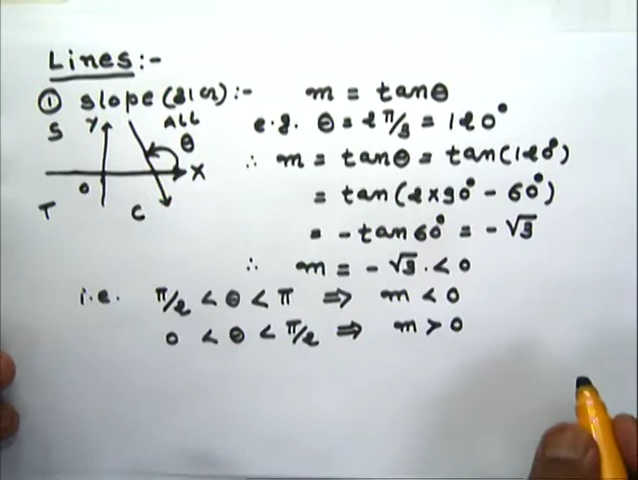 Lines:-
① slope(ढाल):- m = tanθ
S Y ALL θ e.g. θ = 2π/3 = 120°
∴ m = tanθ = tan(120°)
O X
= tan(2×90° - 60°)
T C
= -tan60° = -√3
∴ m = -√3 . < 0
i.e. π/2 < θ < π ⇒ m < 0
0 < θ < π/2 ⇒ m > 0